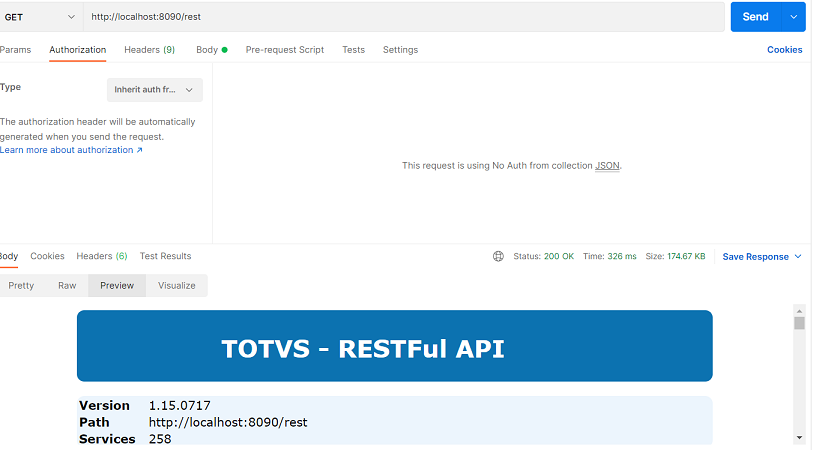 GET http://localhost:8090/rest Send
Params Authorization Headers (9) Body Pre-request Script Tests Settings Cookies
Type Inherit auth fr...
The authorization header will be automatically
generated when you send the request.
Learn more about authorization ↗
This request is using No Auth from collection JSON.
Body Cookies Headers (6) Test Results Status: 200 OK Time: 326 ms Size: 174.67 KB Save Response
Pretty Raw Preview Visualize
TOTVS - RESTFul API
Version 1.15.0717
Path http://localhost:8090/rest
Services 258